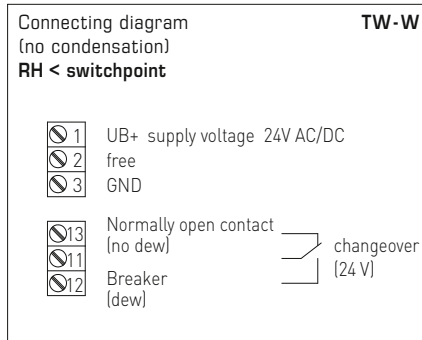 Connecting diagram TW-W
(no condensation)
RH < switchpoint
1 UB+ supply voltage 24V AC/DC
2 free
3 GND
13 Normally open contact
(no dew)
11
12 Breaker
(dew)
changeover
(24 V)